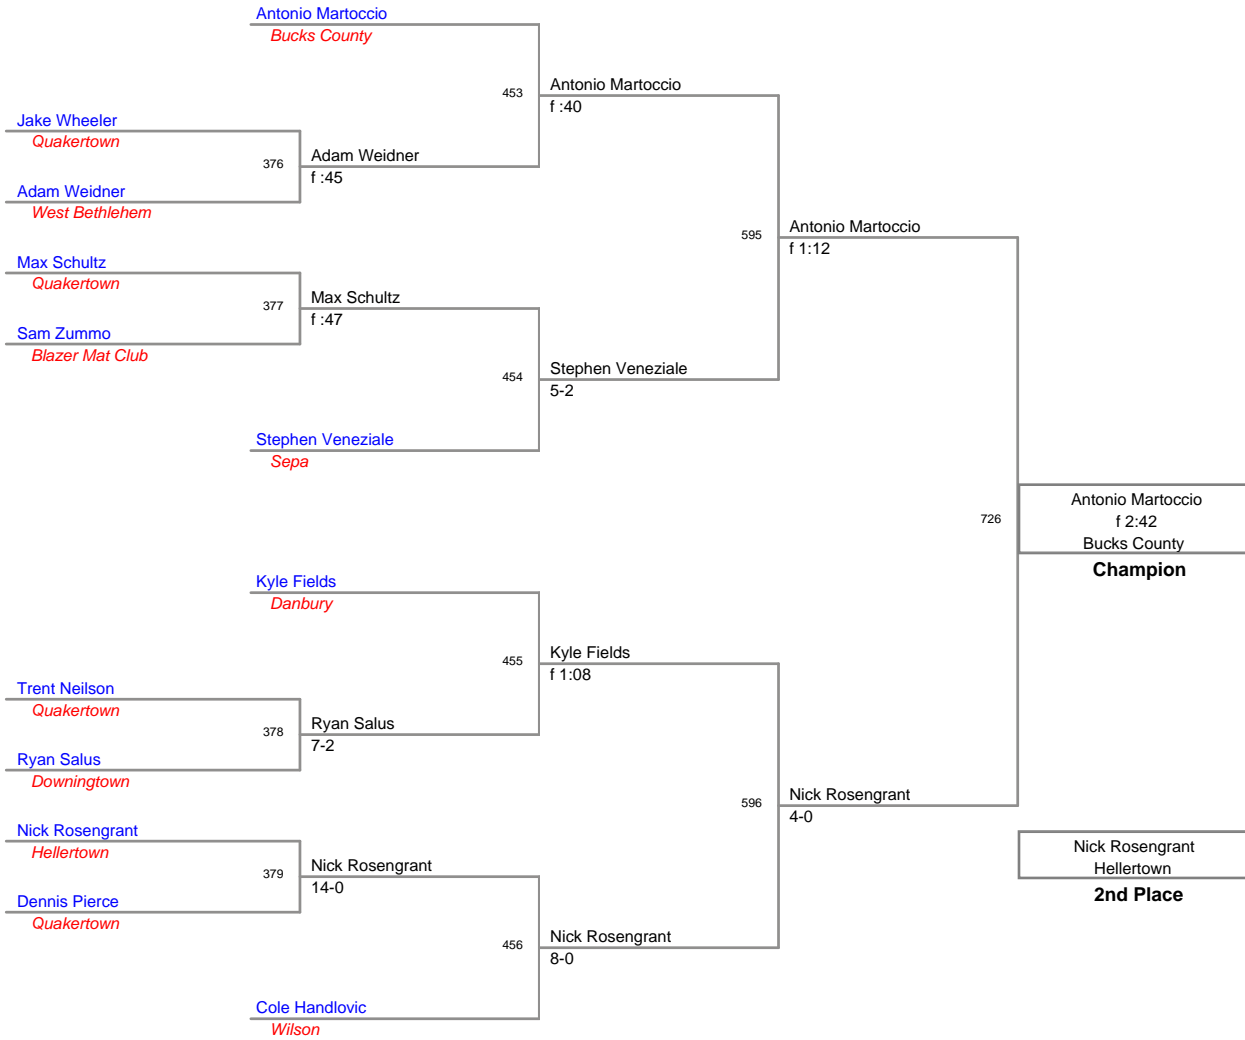 Antonio Martoccio
Bucks County
453
Antonio Martoccio
f :40
Jake Wheeler
Quakertown
376
Adam Weidner
f :45
Adam Weidner
West Bethlehem
595
Antonio Martoccio
f 1:12
Max Schultz
Quakertown
377
Max Schultz
f :47
Sam Zummo
Blazer Mat Club
454
Stephen Veneziale
5-2
Stephen Veneziale
Sepa
726
Antonio Martoccio
f 2:42
Bucks County
Champion
Kyle Fields
Danbury
455
Kyle Fields
f 1:08
Trent Neilson
Quakertown
378
Ryan Salus
7-2
Ryan Salus
Downingtown
596
Nick Rosengrant
4-0
Nick Rosengrant
Hellertown
379
Nick Rosengrant
14-0
Dennis Pierce
Quakertown
456
Nick Rosengrant
8-0
Cole Handlovic
Wilson
Nick Rosengrant
Hellertown
2nd Place